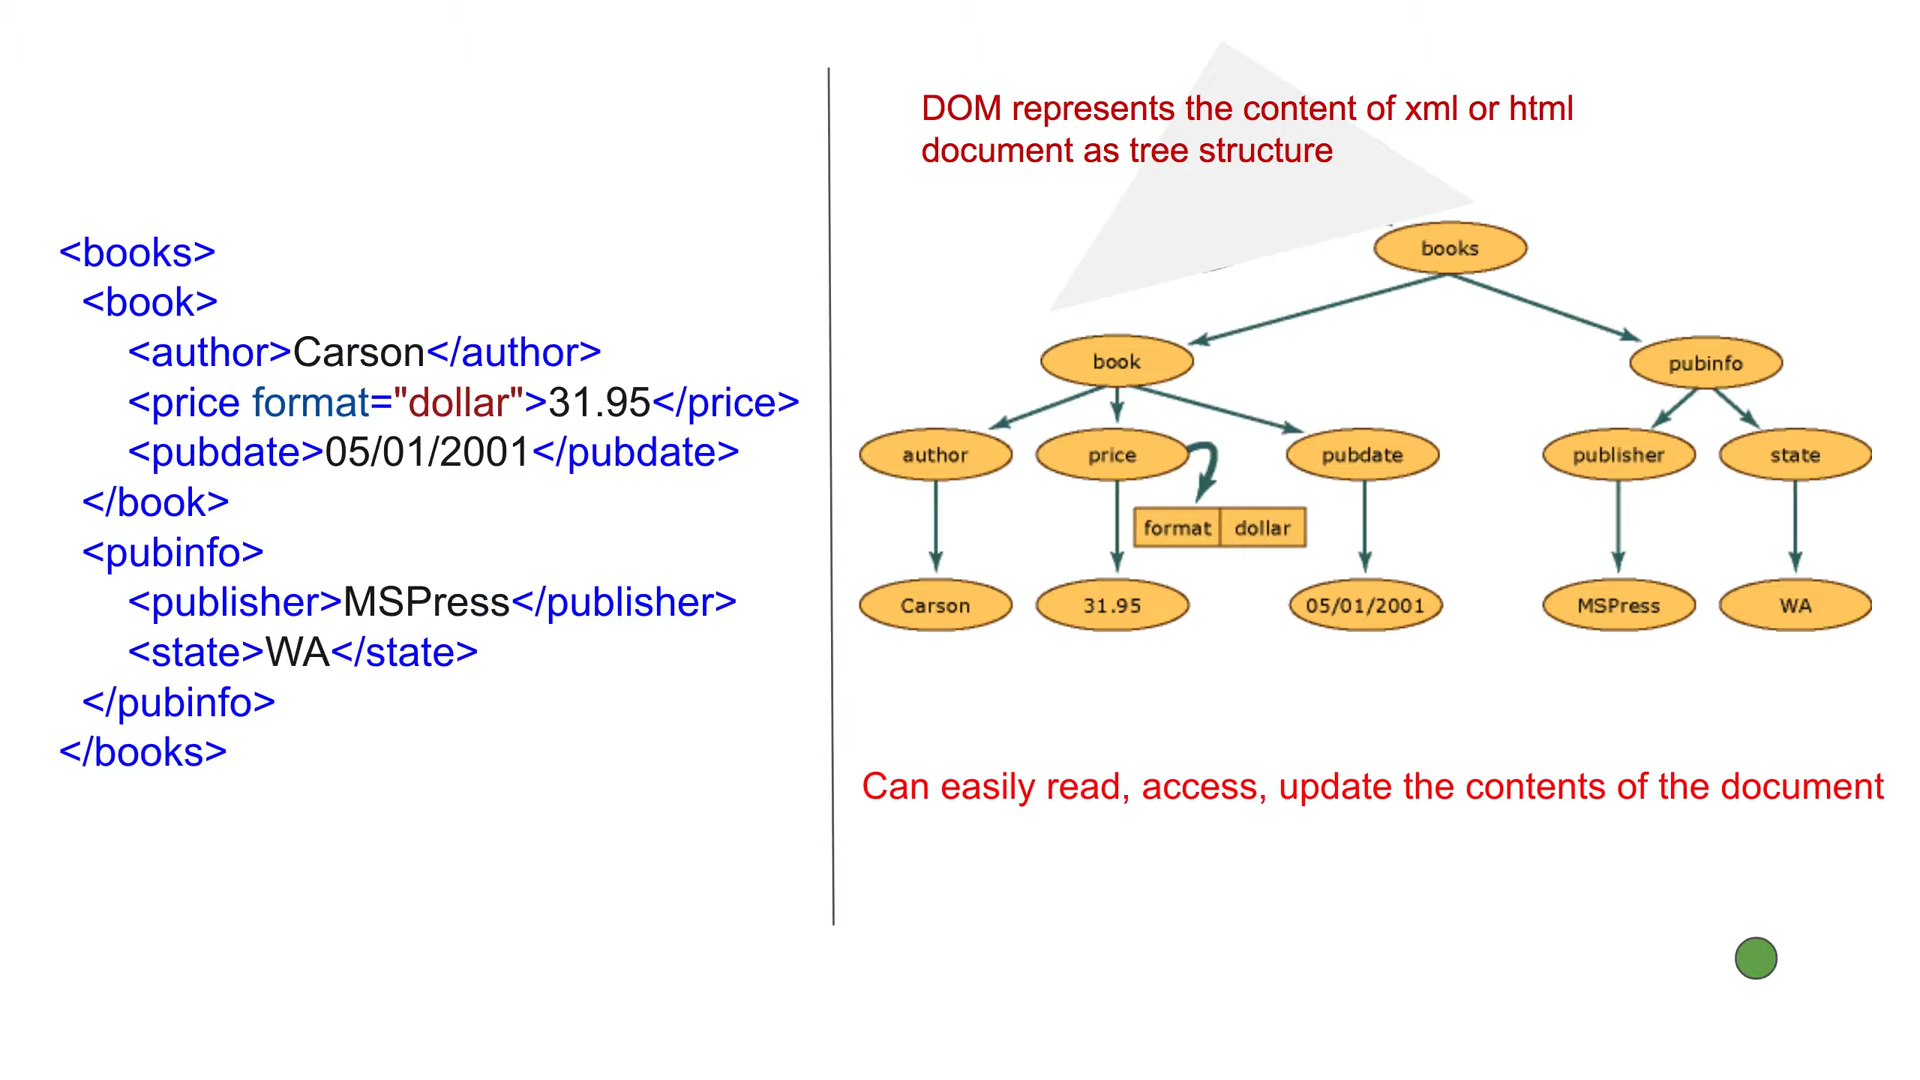 <books>
<book>
<author>Carson</author>
<price format="dollar">31.95</price>
<pubdate>05/01/2001</pubdate>
</book>
<pubinfo>
<publisher>MSPress</publisher>
<state>WA</state>
</pubinfo>
</books>
DOM represents the content of xml or html
document as tree structure
books
book
pubinfo
author
price
pubdate
publisher
state
format
dollar
Carson
31.95
05/01/2001
MSPress
WA
Can easily read, access, update the contents of the document